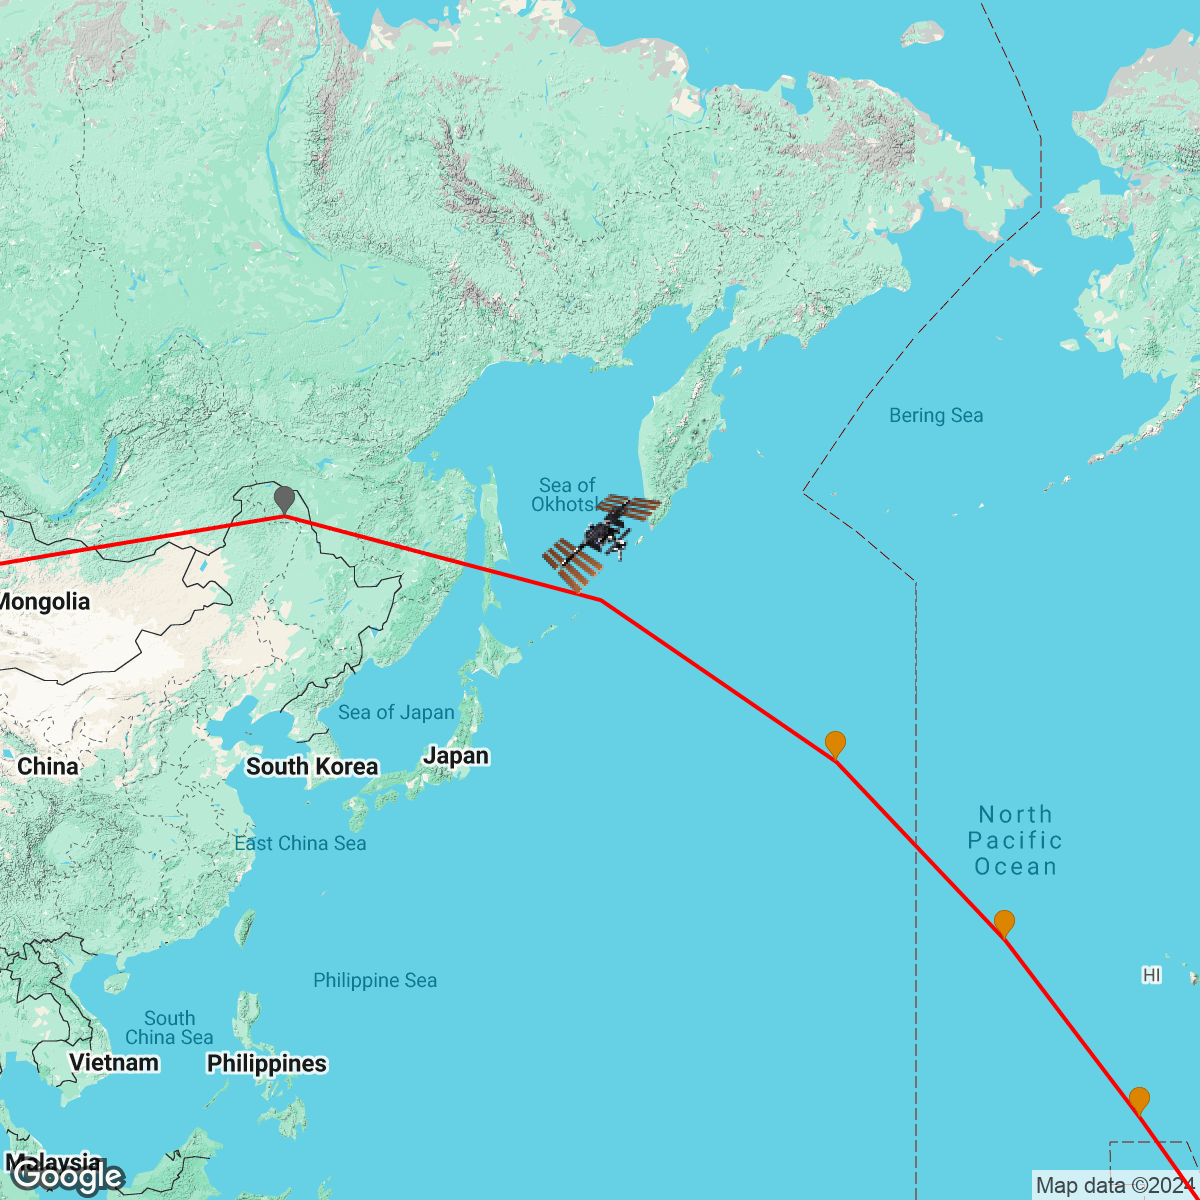 Bering Sea
Sea of
Okhotsk
Mongolia
Sea of Japan
China
South Korea
Japan
North
Pacific
Ocean
East China Sea
HI
Philippine Sea
South
China Sea
Vietnam
Philippines
Malaysia
Google
Map data ©2024